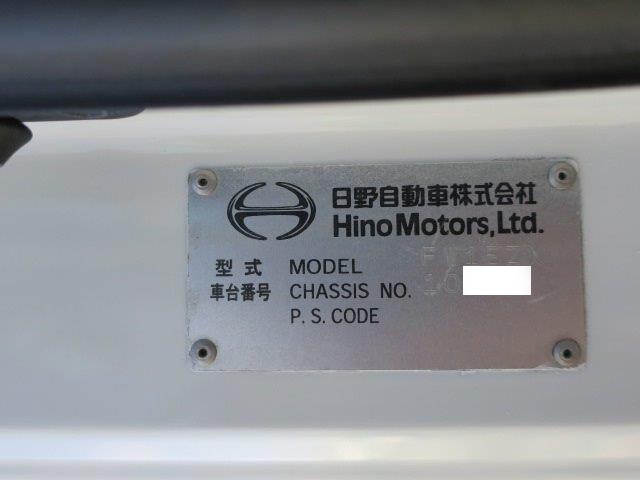 日野自動車株式会社
Hino Motors, Ltd.
型式 MODEL
車台番号 CHASSIS NO. 10
P. S. CODE